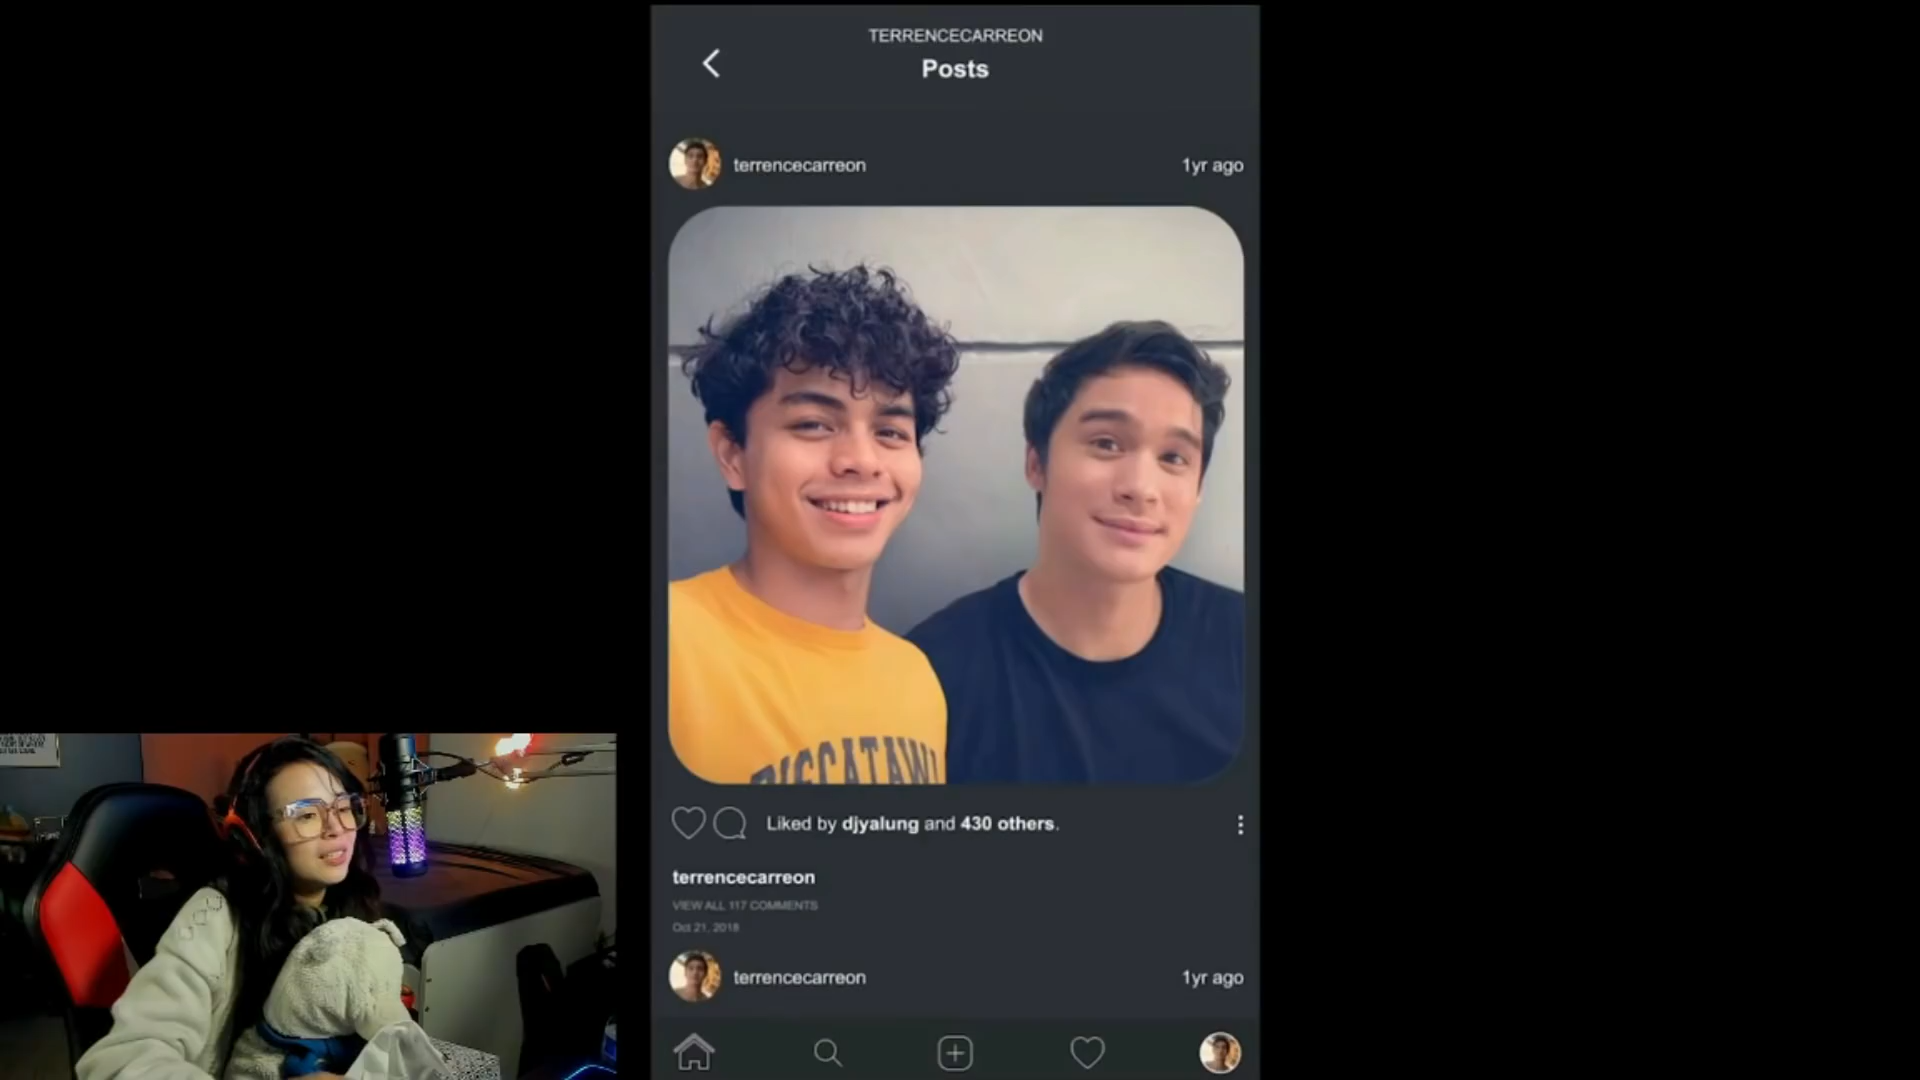 TERRENCECARREON
Posts
terrencecarreon
1yr ago
Liked by djyalung and 430 others.
terrencecarreon
VIEW ALL 117 COMMENTS
Oct 21, 2018
terrencecarreon
1yr ago